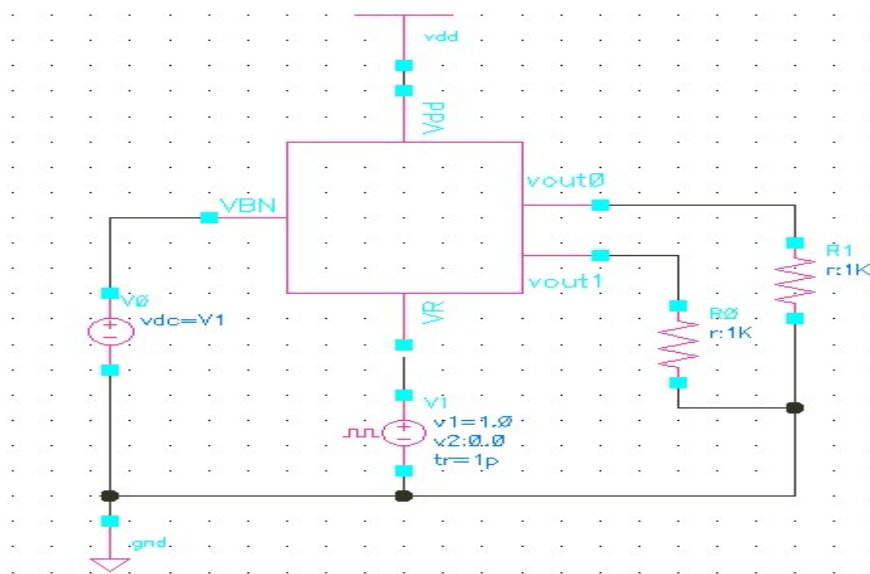 vdd
Vdd
vout0
VBN
R1
r:1K
vout1
V0
vdc=V1
VR
R0
r:1K
V1
v1=1.0
v2:0.0
tr=1p
gnd